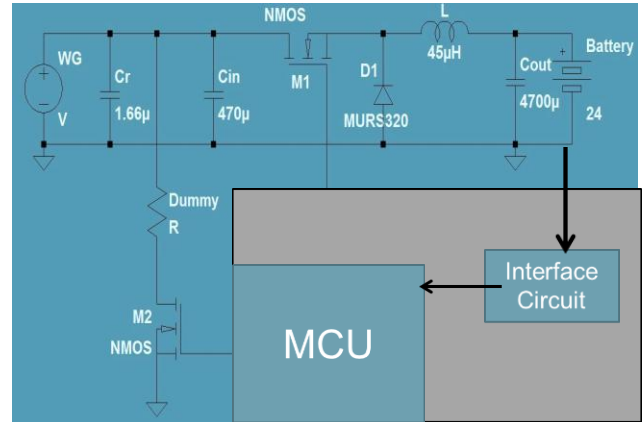 NMOS
L
WG
Cr
Cin
M1
D1
45μH
Cout
Battery
+
V
1.66μ
470μ
MURS320
4700μ
24
Dummy
R
Interface
Circuit
M2
NMOS
MCU